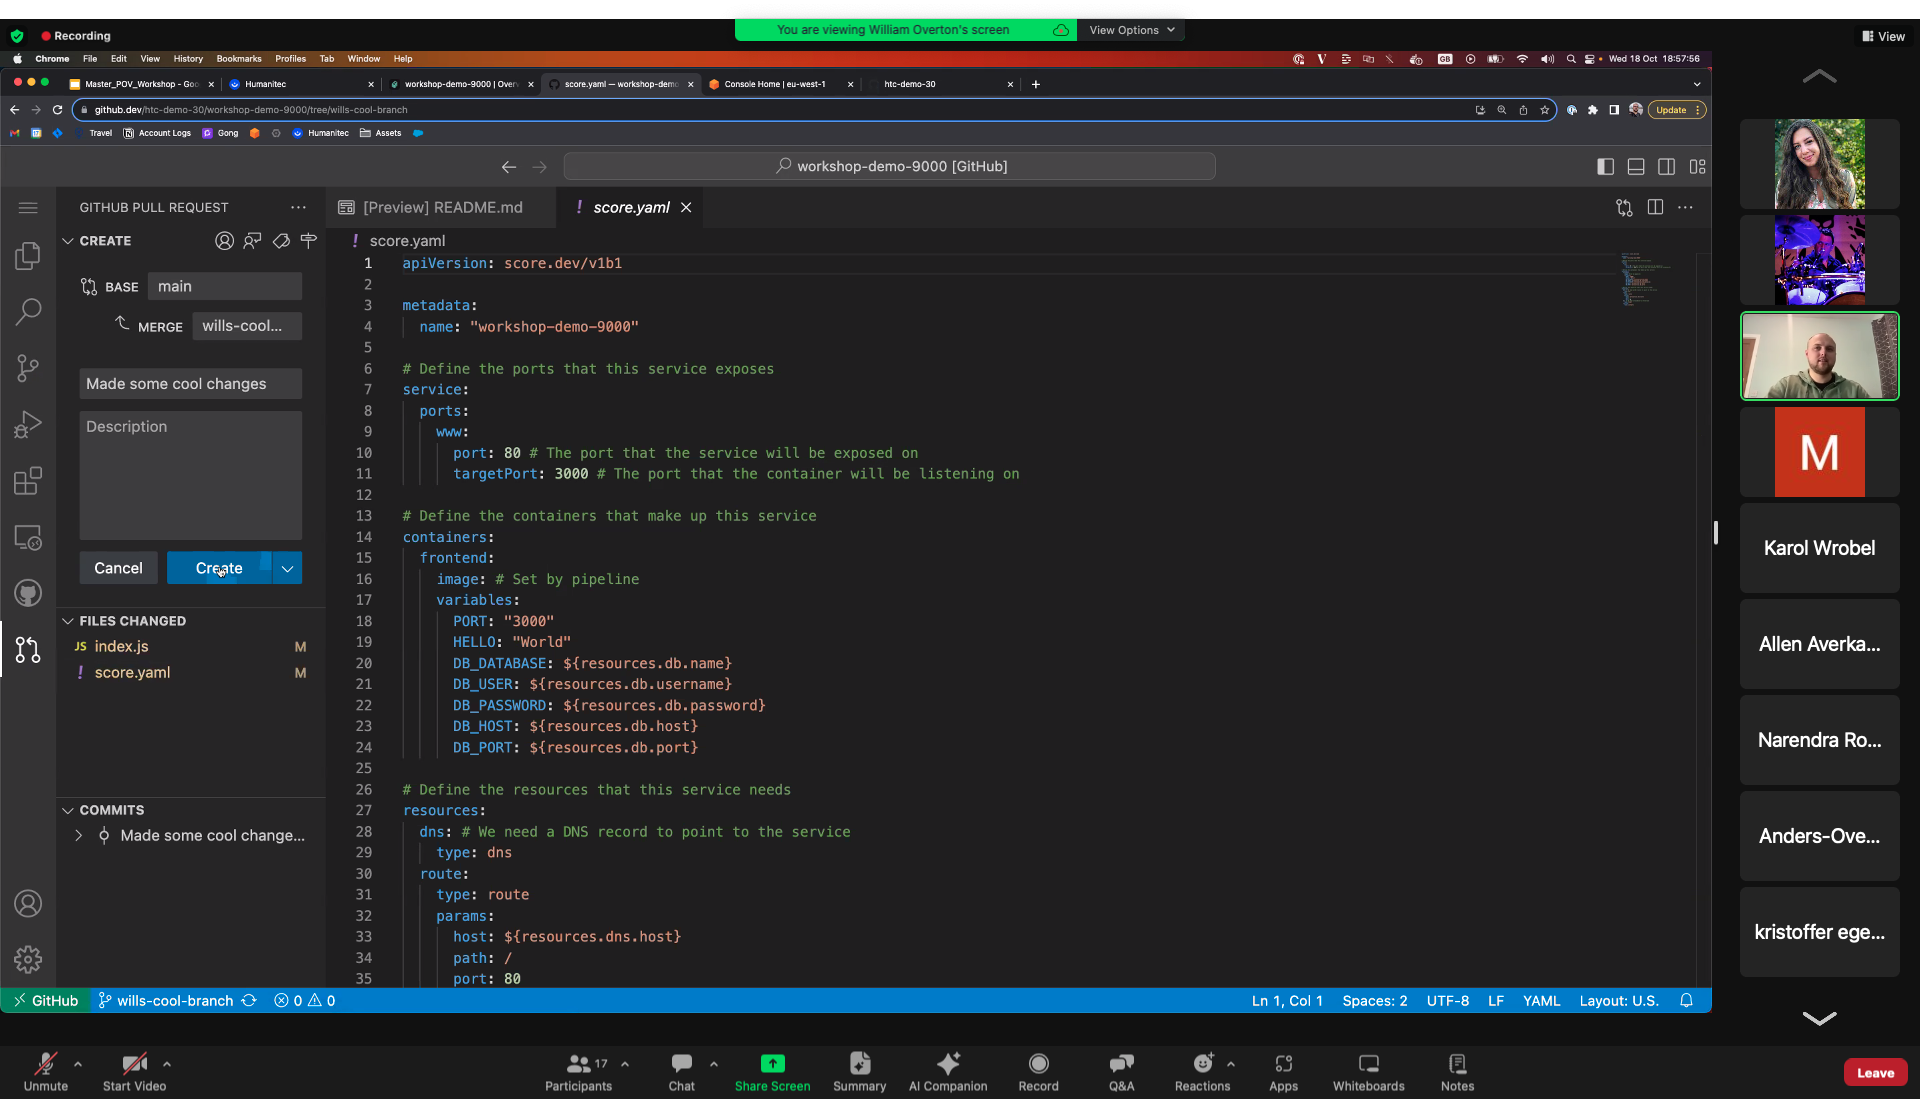 You are viewing William Overton's screen
View Options
Recording
View
Chrome File Edit View History Bookmarks Profiles Tab Window Help
GB
Wed 18 Oct 18:57:56
Master_POV_Workshop - Goo
Humanitec
workshop-demo-9000 | Over
score.yaml — workshop-demo
Console Home | eu-west-1
htc-demo-30
github.dev/htc-demo-30/workshop-demo-9000/tree/wills-cool-branch
Update
Travel Account Logs Gong Humanitec Assets
workshop-demo-9000 [GitHub]
GITHUB PULL REQUEST
[Preview] README.md
! score.yaml
CREATE
! score.yaml
BASE main
MERGE wills-cool...
Made some cool changes
Description
Cancel
Create
FILES CHANGED
JS index.js M
! score.yaml M
COMMITS
Made some cool change...
1 apiVersion: score.dev/v1b1
2
3 metadata:
4 name: "workshop-demo-9000"
5
6 # Define the ports that this service exposes
7 service:
8 ports:
9 www:
10 port: 80 # The port that the service will be exposed on
11 targetPort: 3000 # The port that the container will be listening on
12
13 # Define the containers that make up this service
14 containers:
15 frontend:
16 image: # Set by pipeline
17 variables:
18 PORT: "3000"
19 HELLO: "World"
20 DB_DATABASE: ${resources.db.name}
21 DB_USER: ${resources.db.username}
22 DB_PASSWORD: ${resources.db.password}
23 DB_HOST: ${resources.db.host}
24 DB_PORT: ${resources.db.port}
25
26 # Define the resources that this service needs
27 resources:
28 dns: # We need a DNS record to point to the service
29 type: dns
30 route:
31 type: route
32 params:
33 host: ${resources.dns.host}
34 path: /
35 port: 80
GitHub
wills-cool-branch
0 0
Ln 1, Col 1
Spaces: 2
UTF-8
LF
YAML
Layout: U.S.
M
Karol Wrobel
Allen Averka...
Narendra Ro...
Anders-Ove...
kristoffer ege...
Unmute
Start Video
17
Participants
Chat
Share Screen
Summary
AI Companion
Record
Q&A
Reactions
Apps
Whiteboards
Notes
Leave